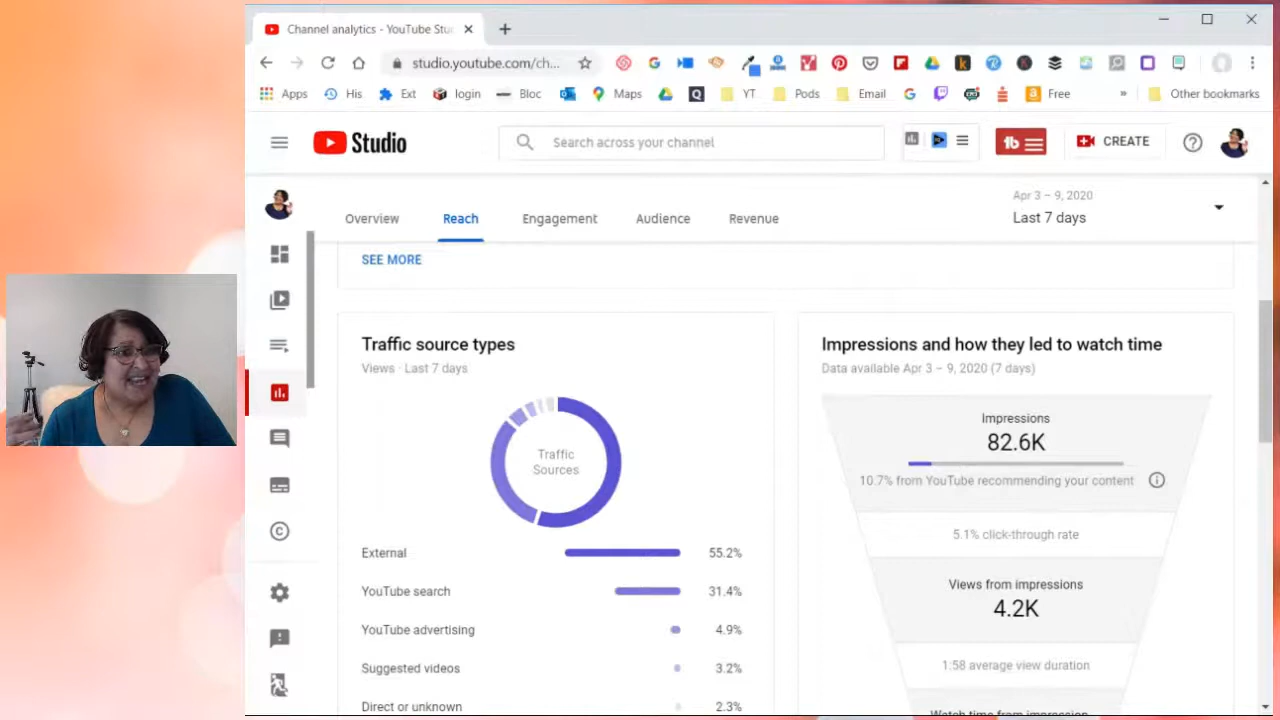 Channel analytics - YouTube Stu
studio.youtube.com/ch...
Apps His Ext login Bloc Maps YT Pods Email Free » Other bookmarks
Studio
Search across your channel
CREATE
Overview Reach Engagement Audience Revenue
Apr 3 – 9, 2020
Last 7 days
SEE MORE
Traffic source types
Views · Last 7 days
Traffic
Sources
External 55.2%
YouTube search 31.4%
YouTube advertising 4.9%
Suggested videos 3.2%
Direct or unknown 2.3%
Impressions and how they led to watch time
Data available Apr 3 – 9, 2020 (7 days)
Impressions
82.6K
10.7% from YouTube recommending your content
5.1% click-through rate
Views from impressions
4.2K
1:58 average view duration
Watch time from impression